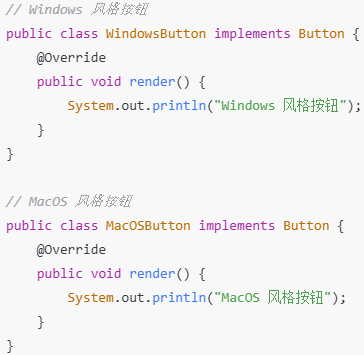 // Windows 风格按钮
public class WindowsButton implements Button {
    @Override
    public void render() {
        System.out.println("Windows 风格按钮");
    }
}

// MacOS 风格按钮
public class MacOSButton implements Button {
    @Override
    public void render() {
        System.out.println("MacOS 风格按钮");
    }
}